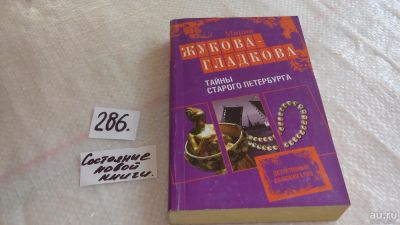 Мария
ЖУКОВА-
ГЛАДКОВА
ТАЙНЫ
СТАРОГО ПЕТЕРБУРГА
286.
Состояние
новой
книги.
au.ru